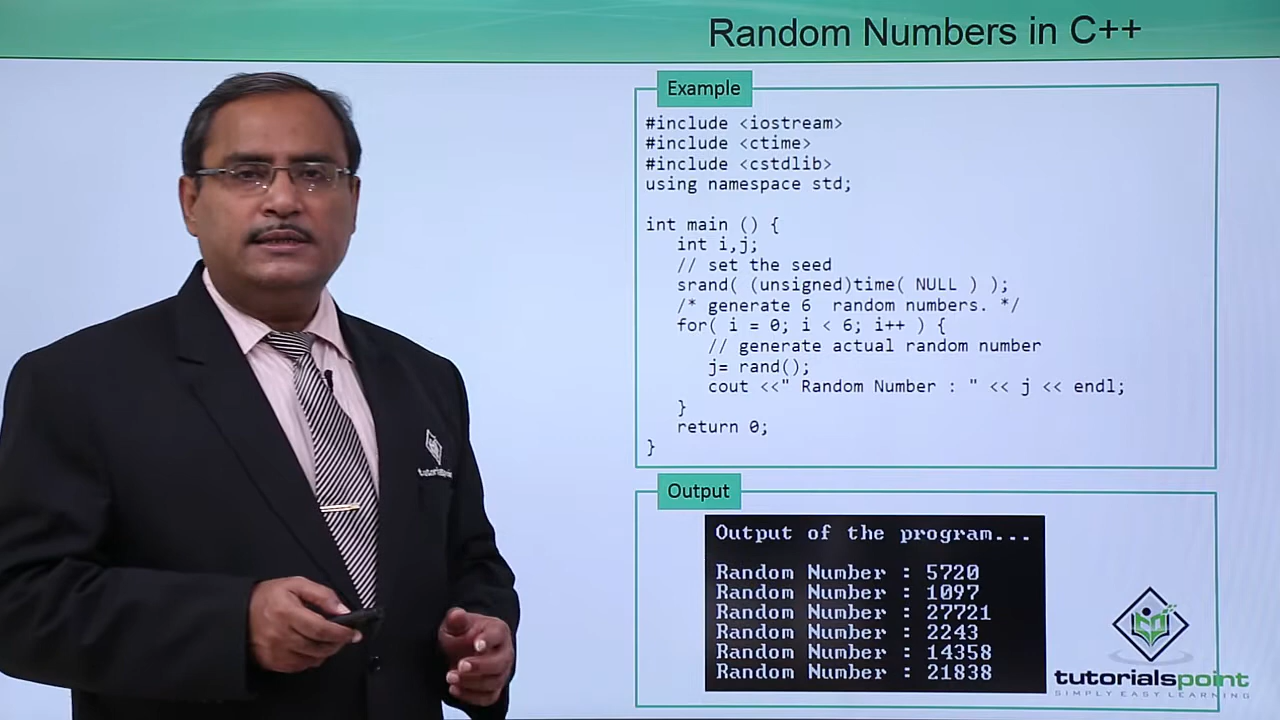 Random Numbers in C++
Example
#include <iostream>
#include <ctime>
#include <cstdlib>
using namespace std;
int main () {
int i,j;
// set the seed
srand( (unsigned)time( NULL ) );
/* generate 6  random numbers. */
for( i = 0; i < 6; i++ ) {
// generate actual random number
j= rand();
cout <<" Random Number : " << j << endl;
}
return 0;
}
Output
Output of the program...
Random Number : 5720
Random Number : 1097
Random Number : 27721
Random Number : 2243
Random Number : 14358
Random Number : 21838
tutorialspoint
SIMPLY EASY LEARNING
tutorialspoint